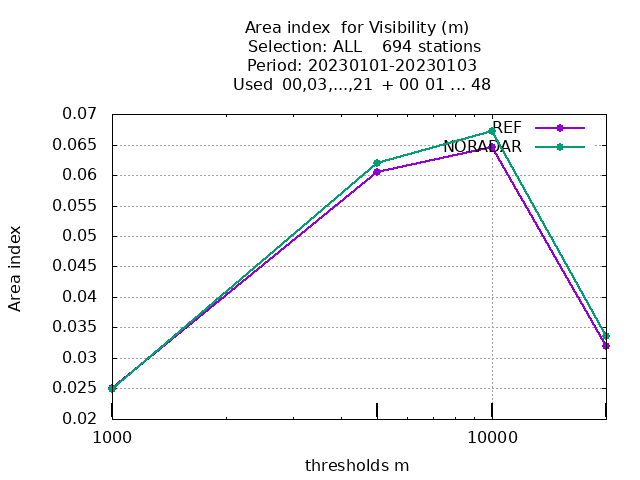 Area index  for Visibility (m)
Selection: ALL    694 stations
Period: 20230101-20230103
Used  00,03,...,21  + 00 01 ... 48
REF
NORADAR
0.07
0.065
0.06
0.055
0.05
0.045
0.04
0.035
0.03
0.025
0.02
Area index
1000
10000
thresholds m